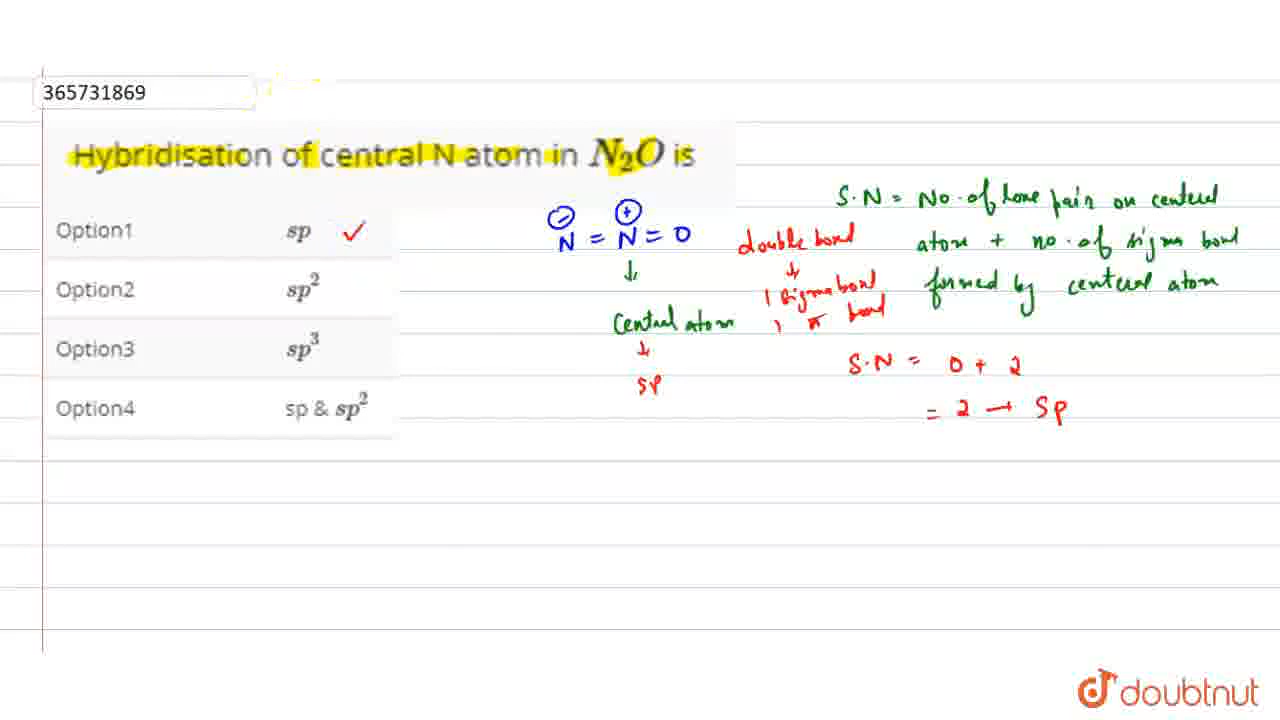 365731869
Hybridisation of central N atom in N₂O is
Option1 sp ✓
Option2 sp²
Option3 sp³
Option4 sp & sp²
⊖ ⊕
N = N = O
↓
Central atom
↓
sp
double bond
↓
1 sigma bond
1 π bond
S.N = No. of lone pair on central
atom + no. of sigma bond
formed by centeral atom
S.N = 0 + 2
= 2 → Sp
doubtnut